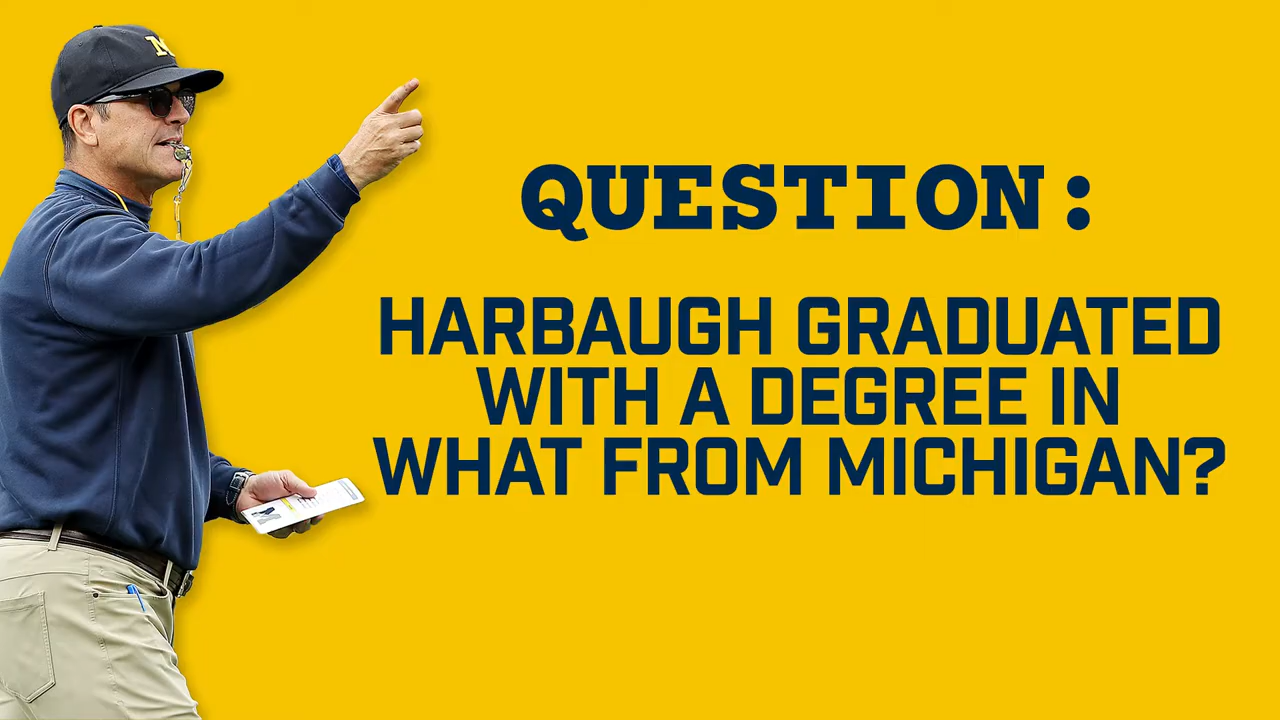 M
QUESTION:
HARBAUGH GRADUATED
WITH A DEGREE IN
WHAT FROM MICHIGAN?